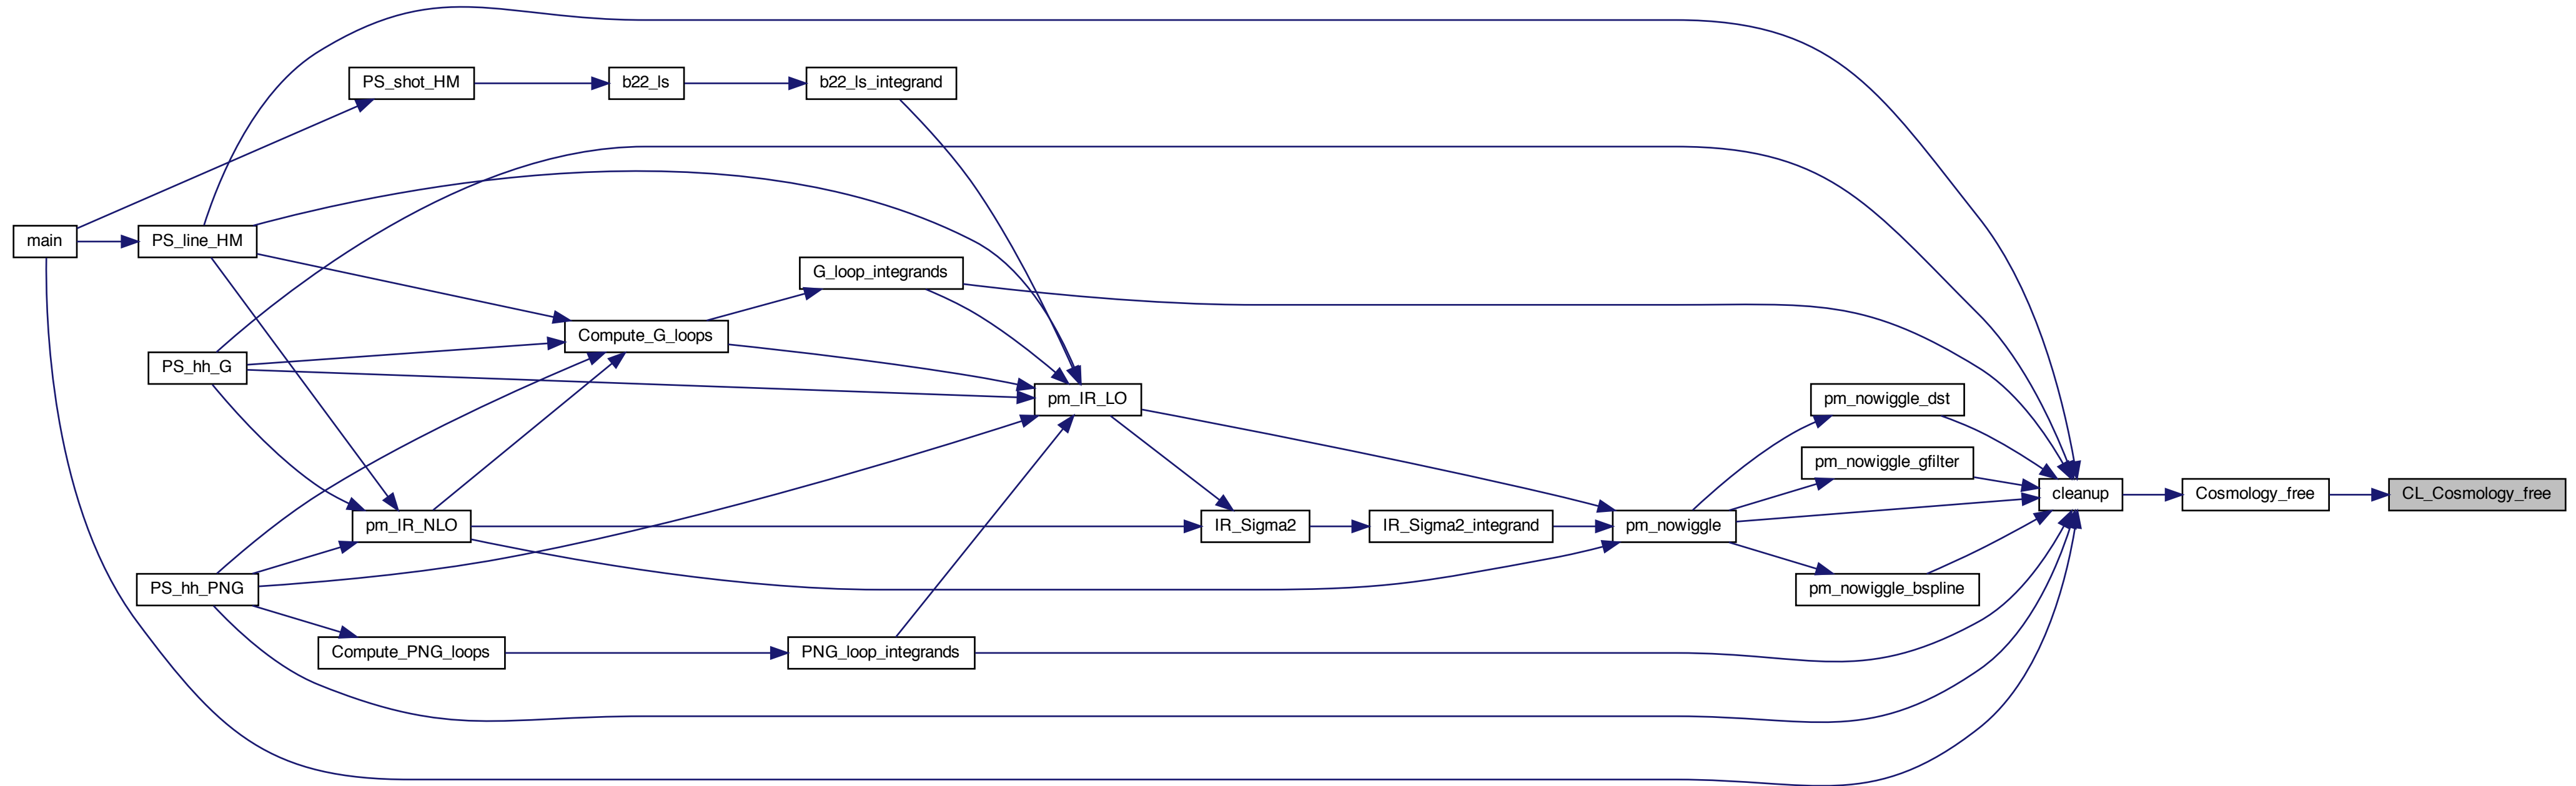 PS_shot_HM
b22_ls
b22_ls_integrand
main
PS_line_HM
G_loop_integrands
Compute_G_loops
PS_hh_G
pm_IR_LO
pm_nowiggle_dst
pm_nowiggle_gfilter
cleanup
Cosmology_free
CL_Cosmology_free
pm_IR_NLO
IR_Sigma2
IR_Sigma2_integrand
pm_nowiggle
PS_hh_PNG
pm_nowiggle_bspline
Compute_PNG_loops
PNG_loop_integrands